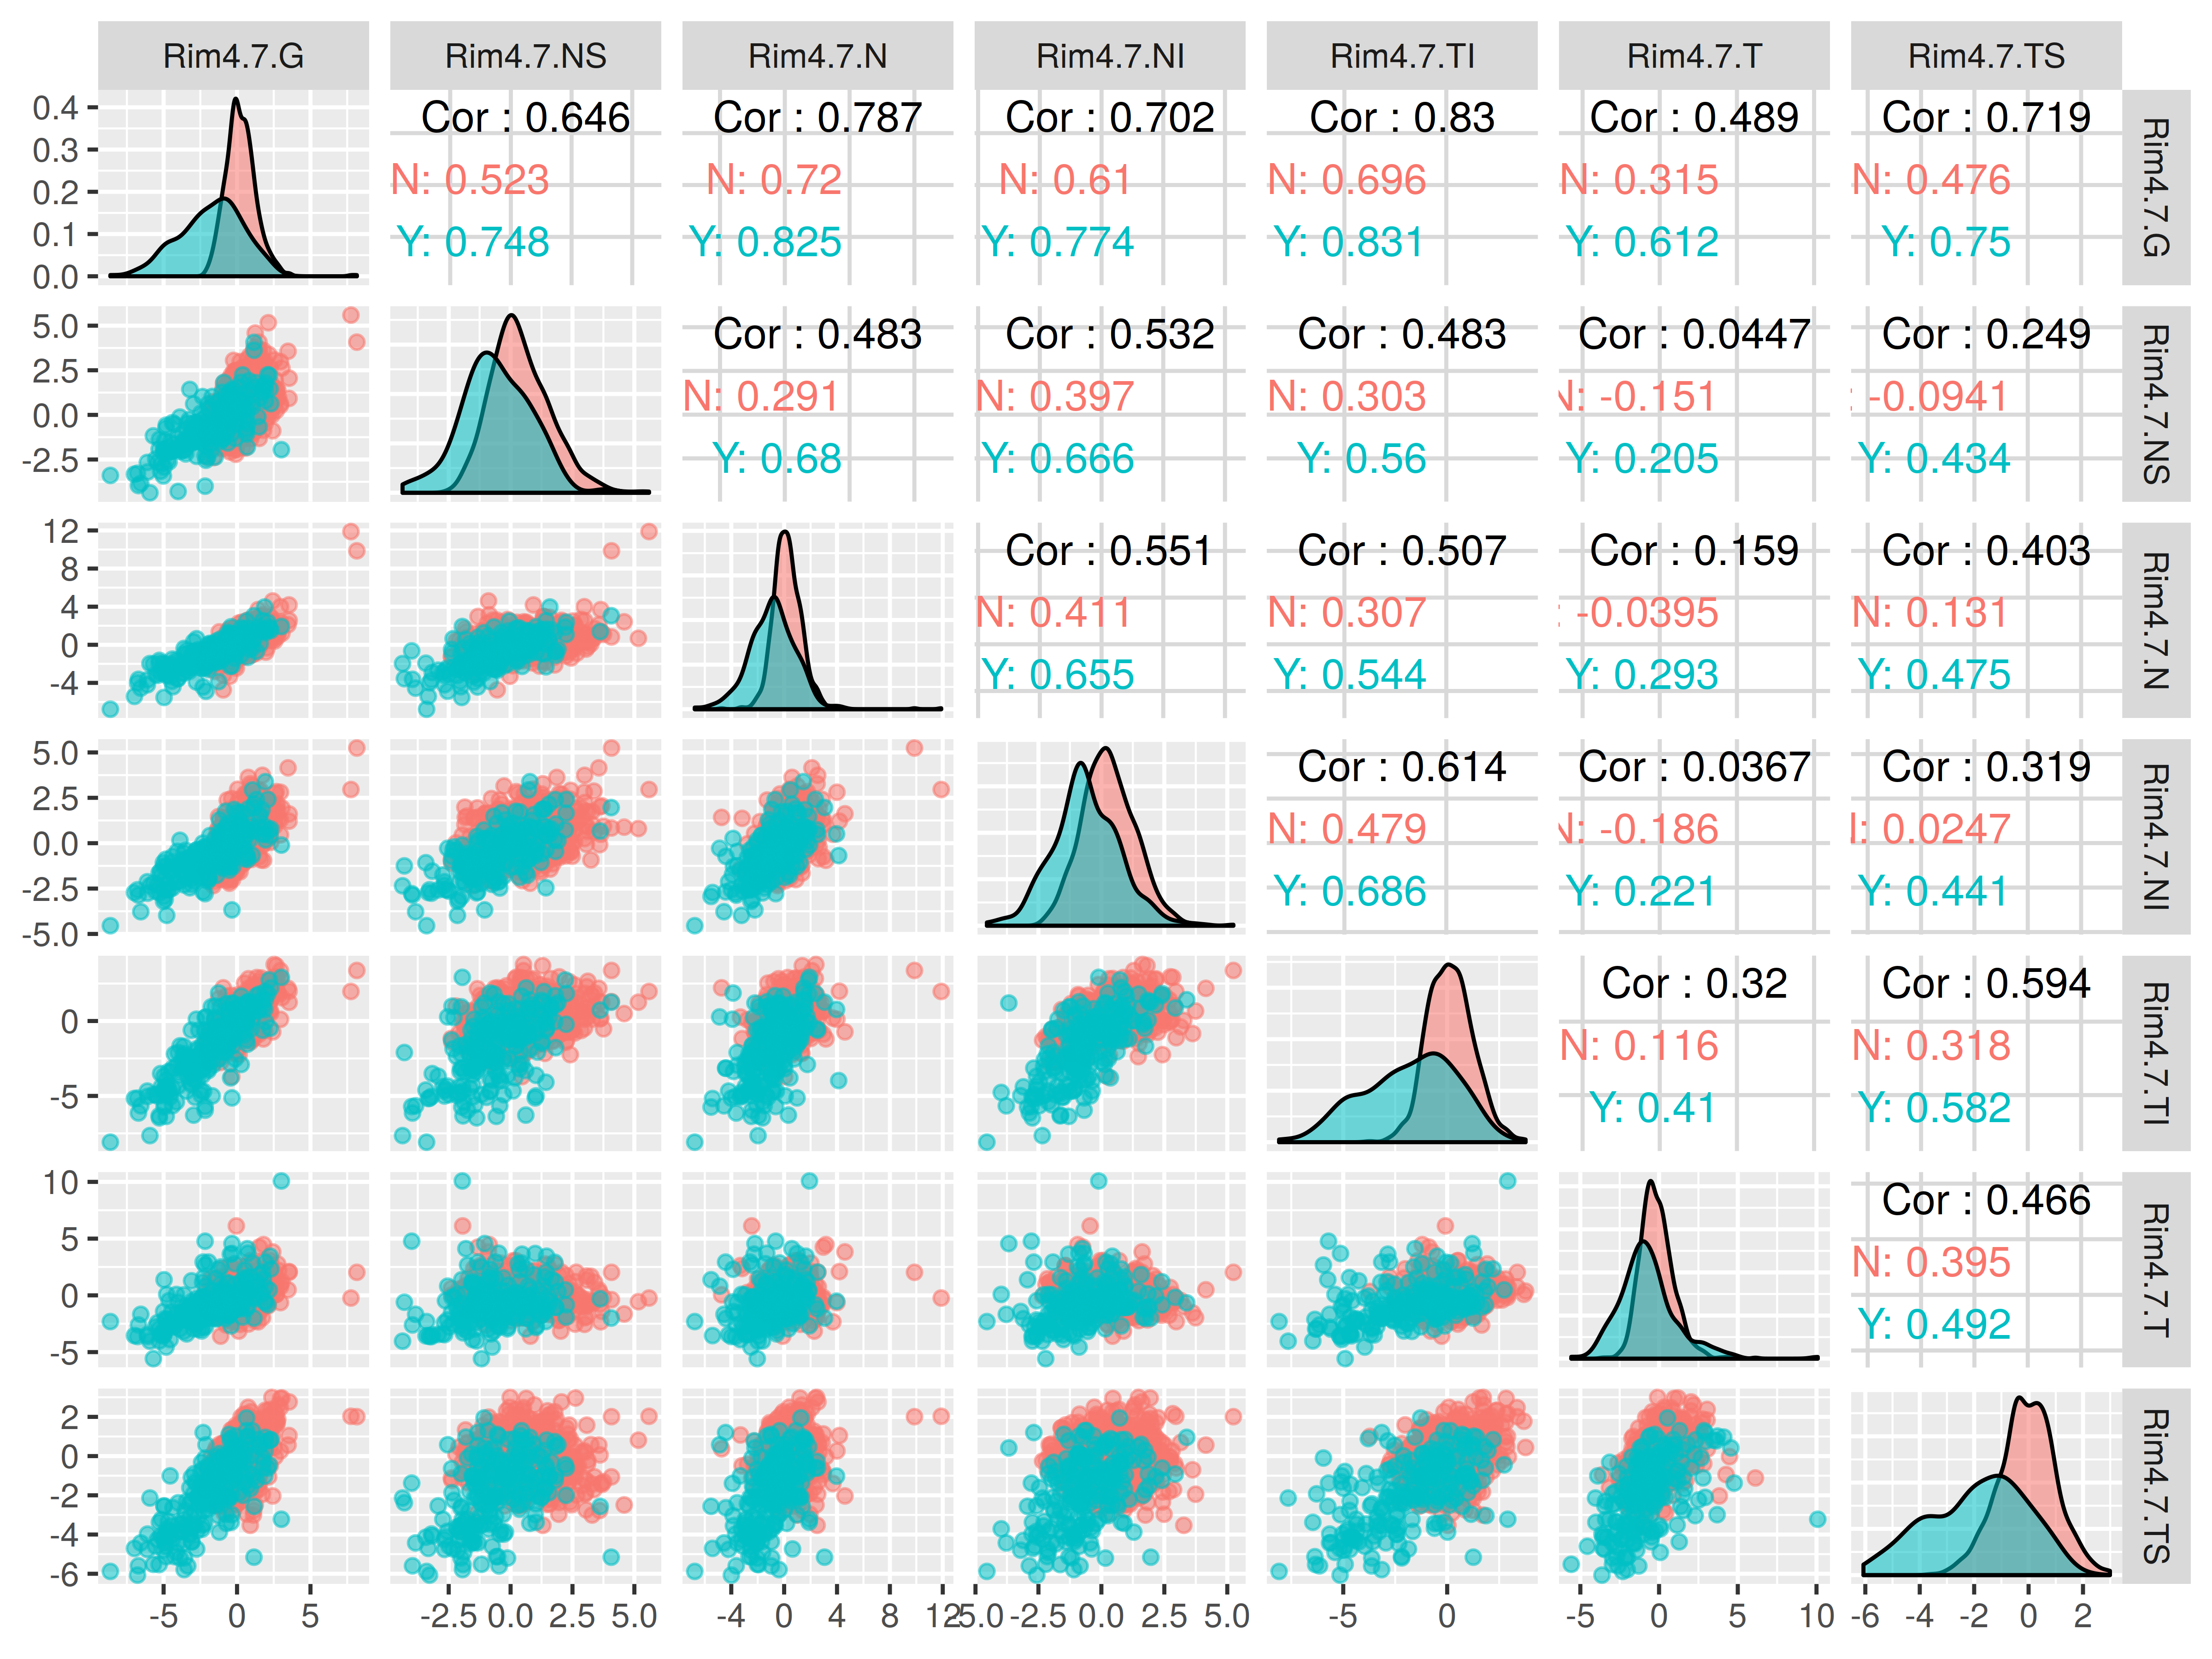 Rim4.7.G Rim4.7.NS Rim4.7.N Rim4.7.NI Rim4.7.TI Rim4.7.T Rim4.7.TS
0.4 Cor : 0.646 Cor : 0.787 Cor : 0.702 Cor : 0.83 Cor : 0.489 Cor : 0.719
0.3 N: 0.523 N: 0.72 N: 0.61 N: 0.696 N: 0.315 N: 0.476
0.2 Rim4.7.G
0.1 Y: 0.748 Y: 0.825 Y: 0.774 Y: 0.831 Y: 0.612 Y: 0.75
0.0
5.0 Cor : 0.483 Cor : 0.532 Cor : 0.483 Cor : 0.0447 Cor : 0.249
2.5 N: 0.291 N: 0.397 N: 0.303 N: -0.151 : -0.0941
0.0 Rim4.7.NS
-2.5 Y: 0.68 Y: 0.666 Y: 0.56 Y: 0.205 Y: 0.434
12 Cor : 0.551 Cor : 0.507 Cor : 0.159 Cor : 0.403
8
4 N: 0.411 N: 0.307 : -0.0395 N: 0.131
0 Rim4.7.N
-4 Y: 0.655 Y: 0.544 Y: 0.293 Y: 0.475
5.0 Cor : 0.614 Cor : 0.0367 Cor : 0.319
2.5 N: 0.479 N: -0.186 : 0.0247
0.0 Rim4.7.NI
-2.5 Y: 0.686 Y: 0.221 Y: 0.441
-5.0
Cor : 0.32 Cor : 0.594
0 N: 0.116 N: 0.318
Rim4.7.TI
-5 Y: 0.41 Y: 0.582
10 Cor : 0.466
5 N: 0.395
0 Y: 0.492 Rim4.7.T
-5
2
0
-2 Rim4.7.TS
-4
-6
-5 0 5 -2.5 0.0 2.5 5.0 -4 0 4 8 12 -5.0 -2.5 0.0 2.5 5.0 -5 0 -5 0 5 10 -6 -4 -2 0 2